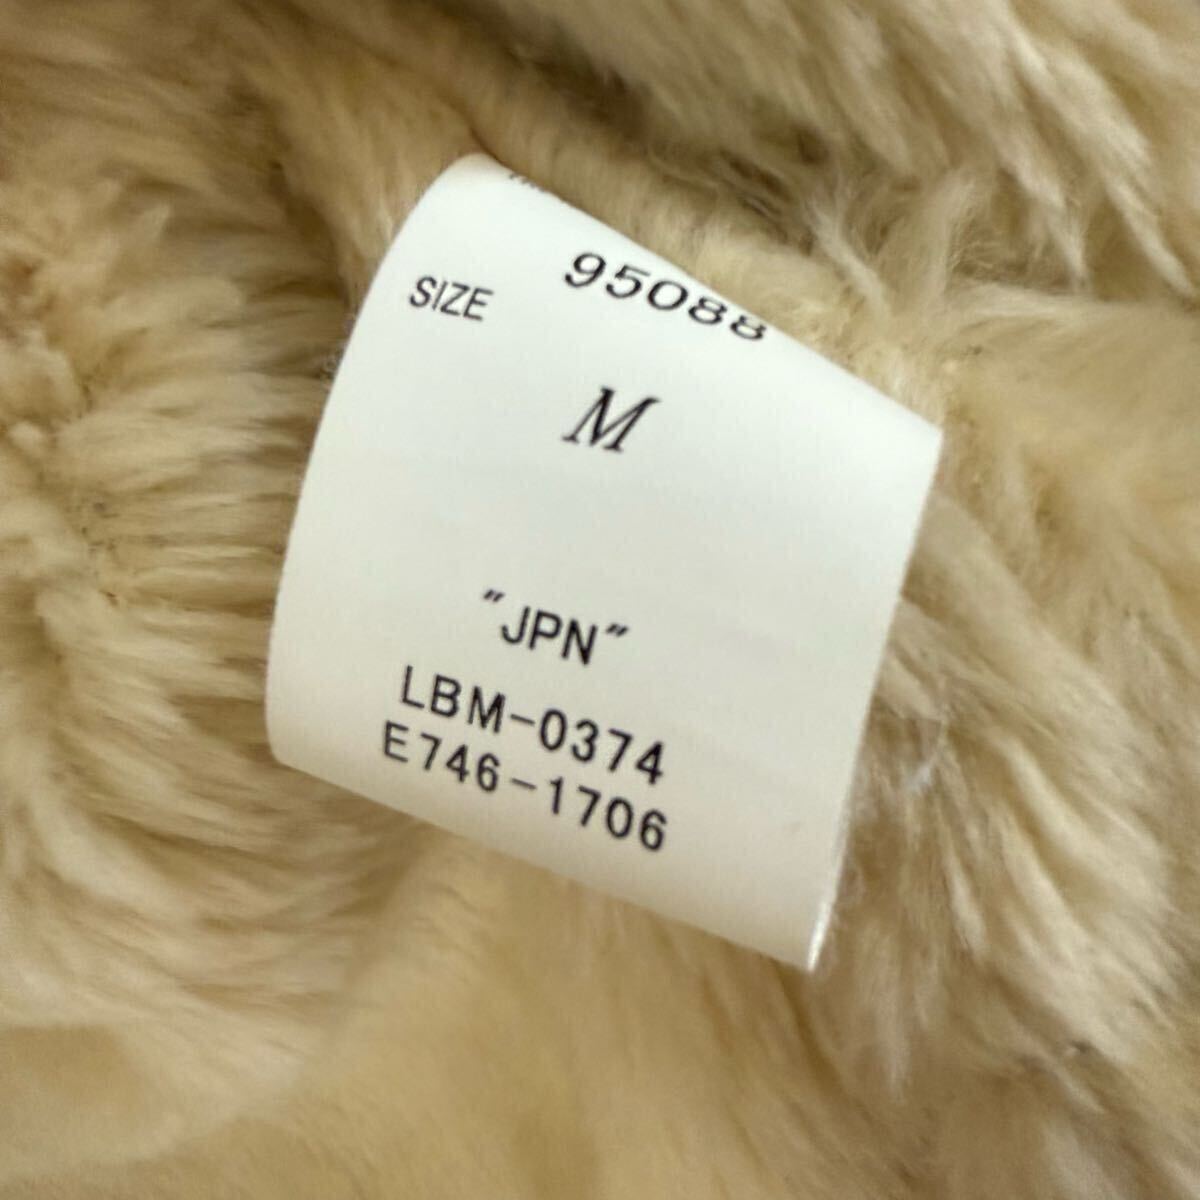 95088
SIZE
M
"JPN"
LBM-0374
E746-1706